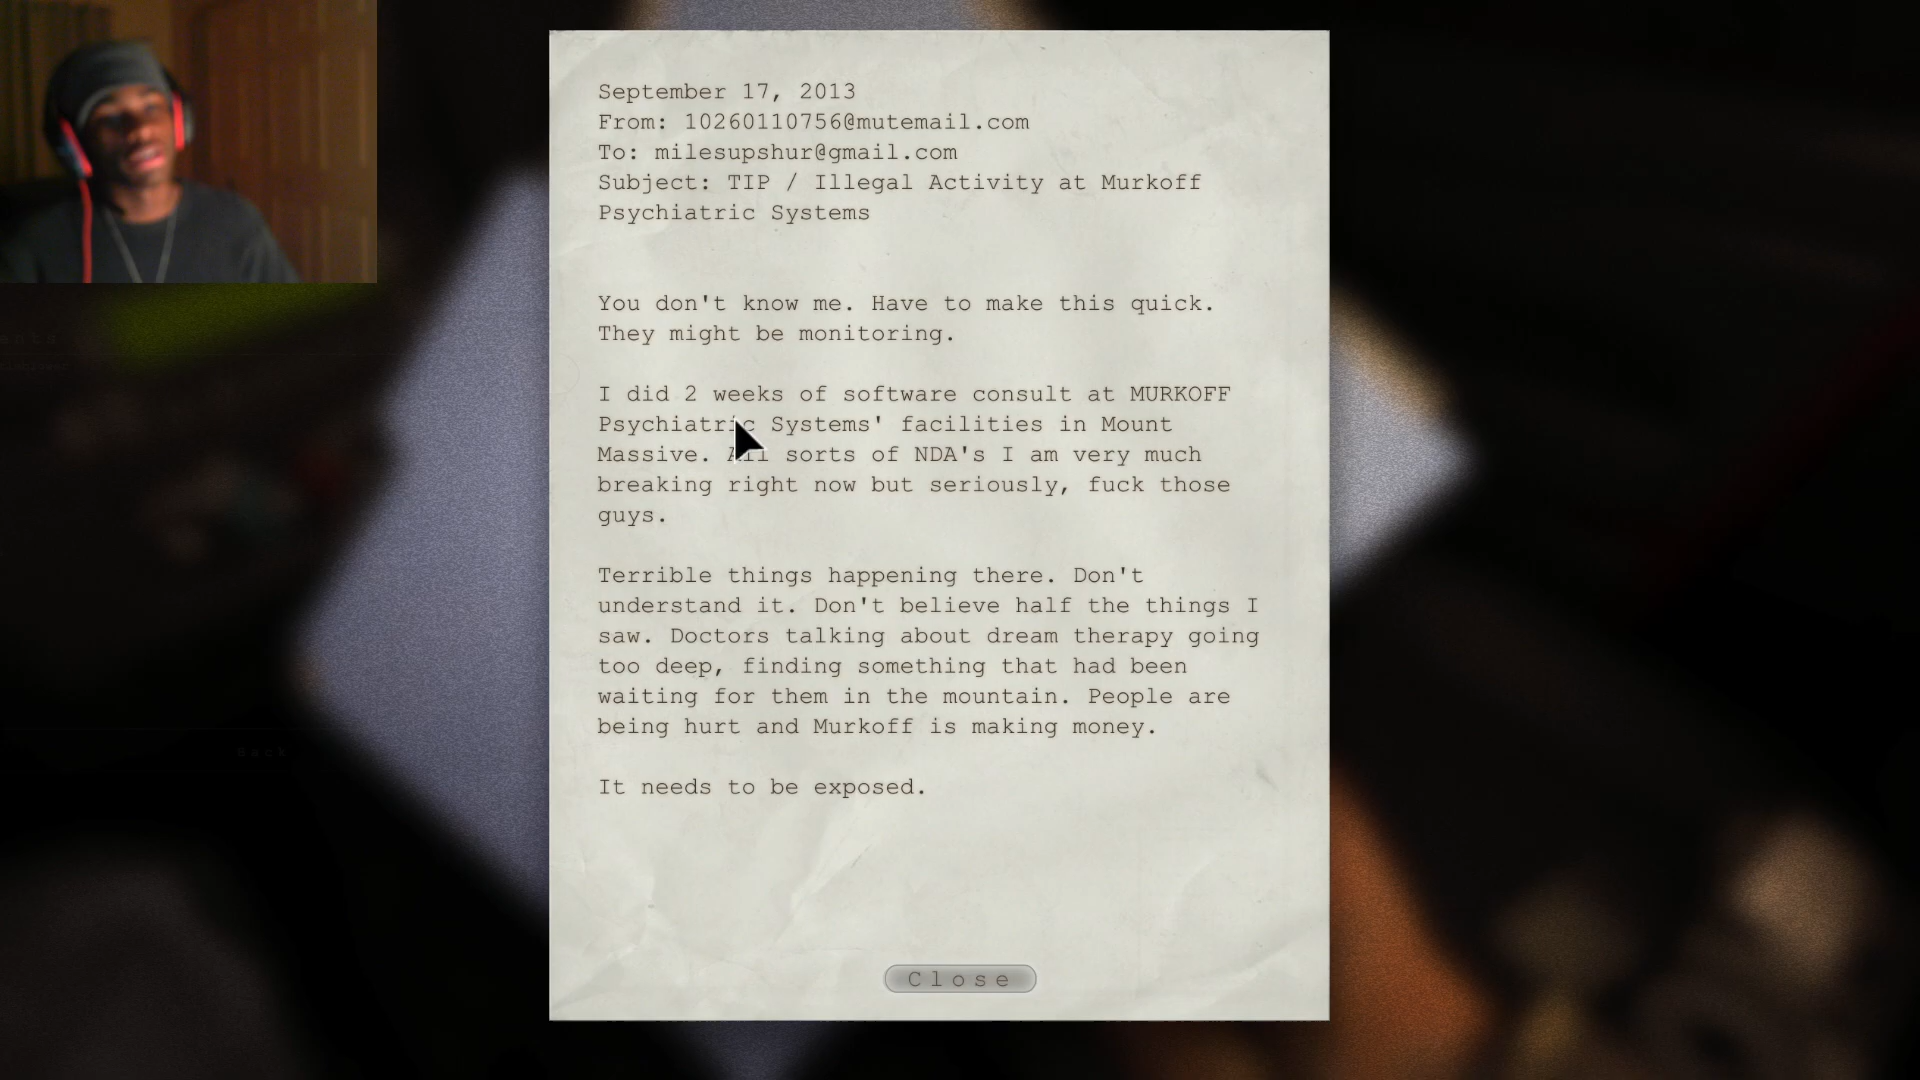 September 17, 2013
From: 10260110756@mutemail.com
To: milesupshur@gmail.com
Subject: TIP / Illegal Activity at Murkoff
Psychiatric Systems
You don't know me. Have to make this quick.
They might be monitoring.
I did 2 weeks of software consult at MURKOFF
Psychiatric Systems' facilities in Mount
Massive. All sorts of NDA's I am very much
breaking right now but seriously, fuck those
guys.
Terrible things happening there. Don't
understand it. Don't believe half the things I
saw. Doctors talking about dream therapy going
too deep, finding something that had been
waiting for them in the mountain. People are
being hurt and Murkoff is making money.
It needs to be exposed.
Back
Close